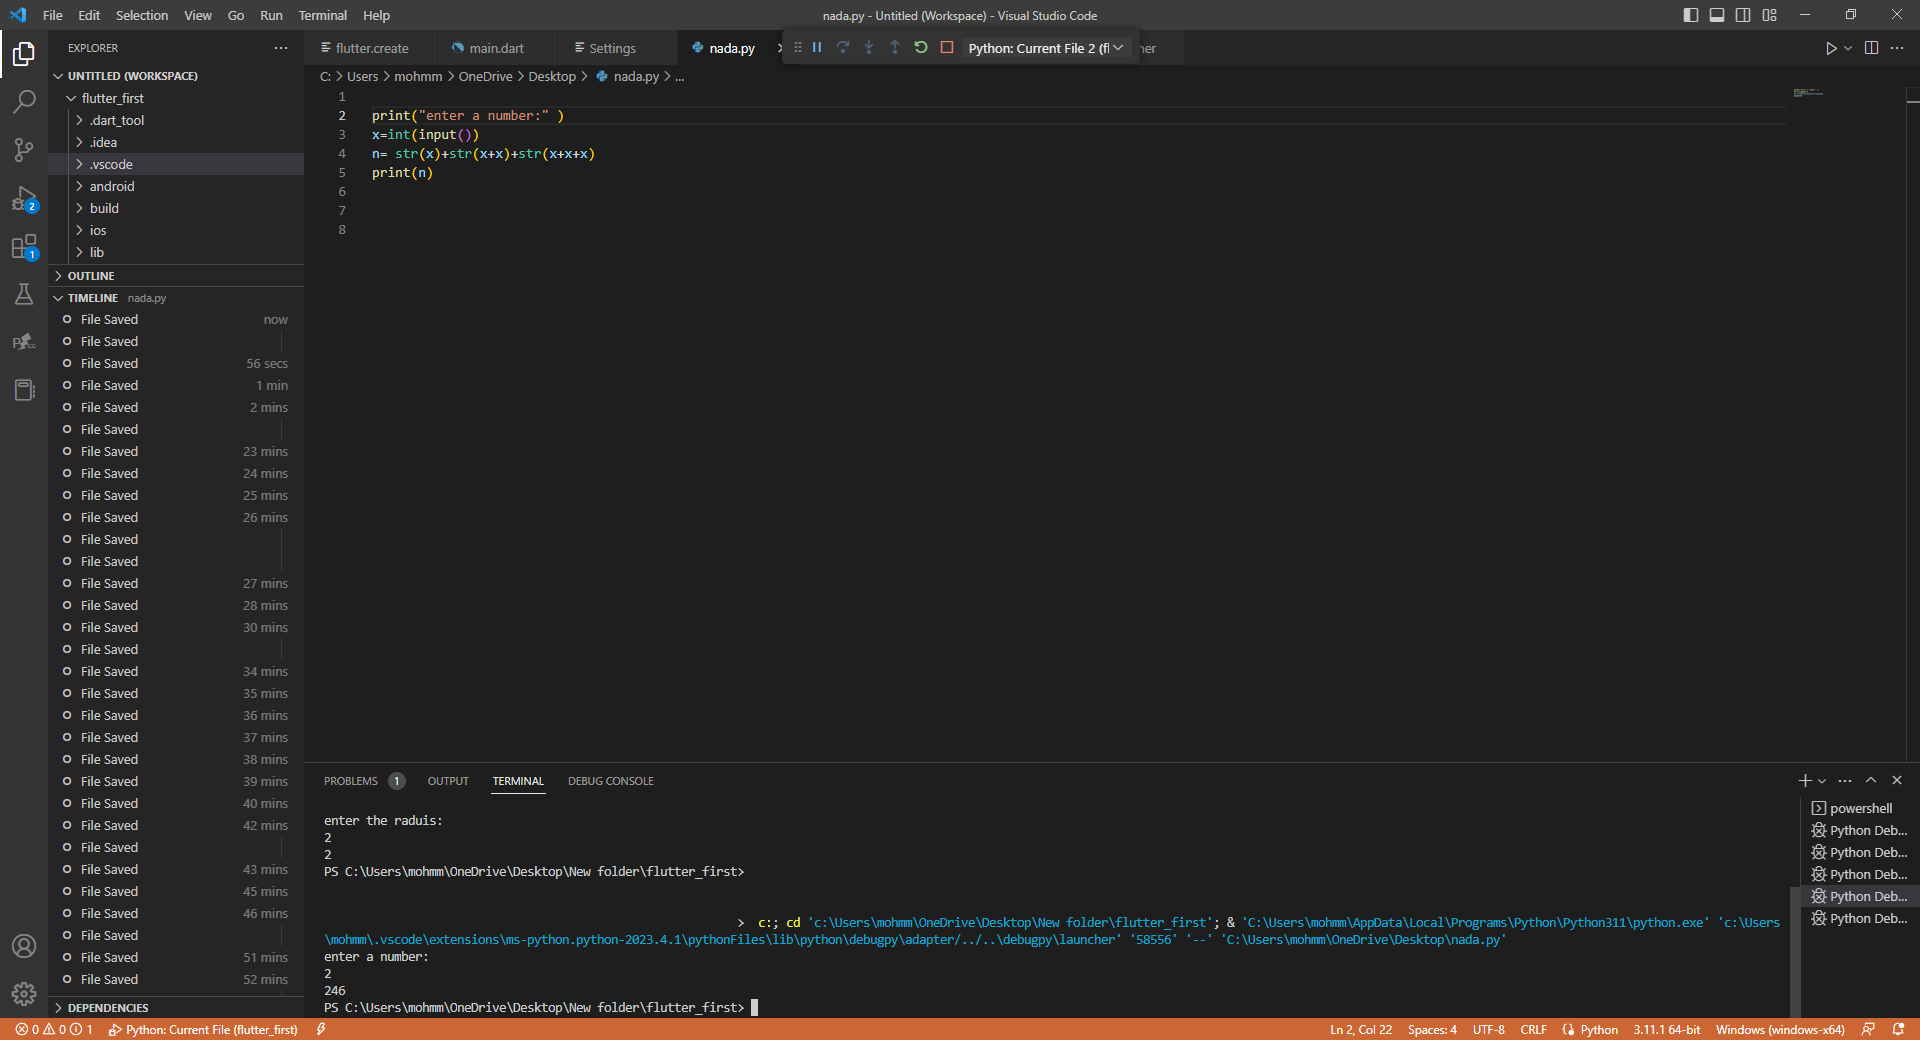 File Edit Selection View Go Run Terminal Help
nada.py - Untitled (Workspace) - Visual Studio Code
EXPLORER
UNTITLED (WORKSPACE)
flutter_first
.dart_tool
.idea
.vscode
android
build
ios
lib
OUTLINE
TIMELINE nada.py
File Saved now
File Saved
File Saved 56 secs
File Saved 1 min
File Saved 2 mins
File Saved
File Saved 23 mins
File Saved 24 mins
File Saved 25 mins
File Saved 26 mins
File Saved
File Saved
File Saved 27 mins
File Saved 28 mins
File Saved 30 mins
File Saved
File Saved 34 mins
File Saved 35 mins
File Saved 36 mins
File Saved 37 mins
File Saved 38 mins
File Saved 39 mins
File Saved 40 mins
File Saved 42 mins
File Saved
File Saved 43 mins
File Saved 45 mins
File Saved 46 mins
File Saved
File Saved 51 mins
File Saved 52 mins
DEPENDENCIES
2
1
flutter.create main.dart Settings nada.py Python: Current File 2 (fl ner
C: > Users > mohmm > OneDrive > Desktop > nada.py > ...
1
2 print("enter a number:" )
3 x=int(input())
4 n= str(x)+str(x+x)+str(x+x+x)
5 print(n)
6
7
8
PROBLEMS 1 OUTPUT TERMINAL DEBUG CONSOLE
enter the raduis:
2
2
PS C:\Users\mohmm\OneDrive\Desktop\New folder\flutter_first>
> c:; cd 'c:\Users\mohmm\OneDrive\Desktop\New folder\flutter_first'; & 'C:\Users\mohmm\AppData\Local\Programs\Python\Python311\python.exe' 'c:\Users
\mohmm\.vscode\extensions\ms-python.python-2023.4.1\pythonFiles\lib\python\debugpy\adapter/../..\debugpy\launcher' '58556' '--' 'C:\Users\mohmm\OneDrive\Desktop\nada.py'
enter a number:
2
246
PS C:\Users\mohmm\OneDrive\Desktop\New folder\flutter_first>
powershell
Python Deb...
Python Deb...
Python Deb...
Python Deb...
Python Deb...
0 0 1 Python: Current File (flutter_first)
Ln 2, Col 22 Spaces: 4 UTF-8 CRLF Python 3.11.1 64-bit Windows (windows-x64)